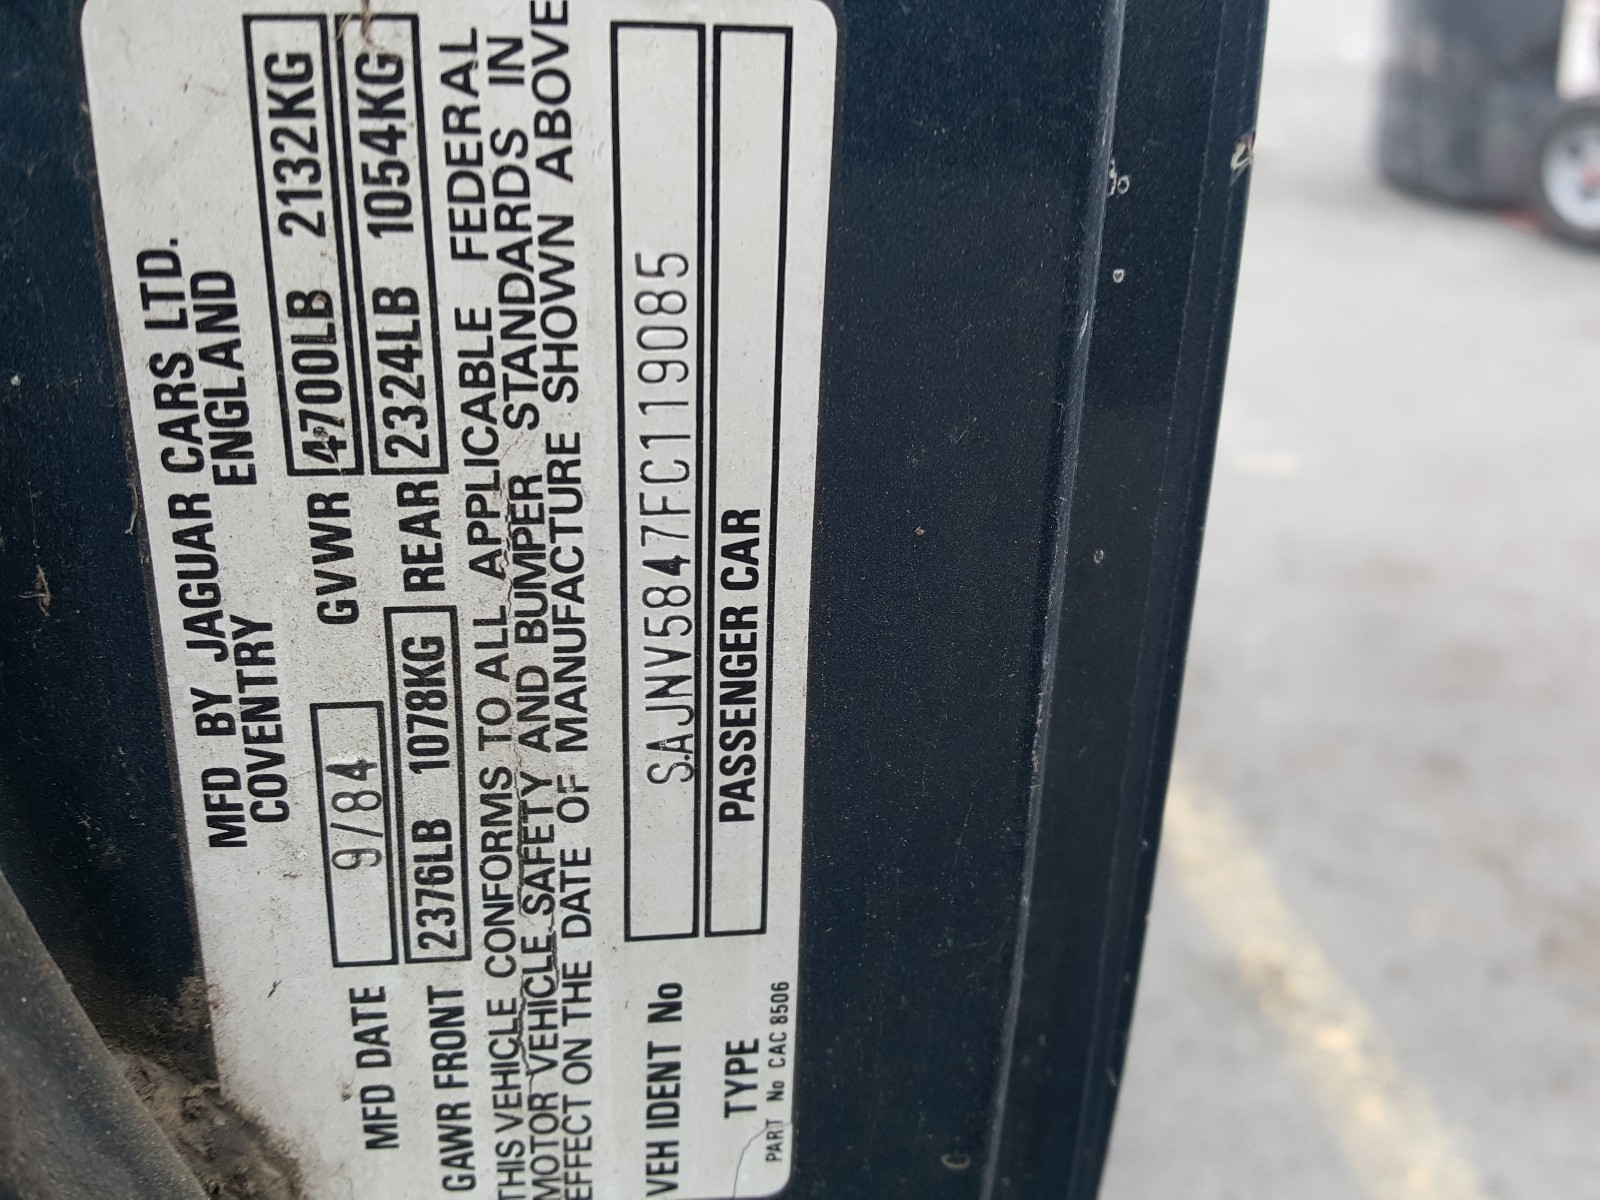 MFD BY JAGUAR CARS LTD.
COVENTRY ENGLAND
MFD DATE 9/84 GVWR 4700LB 2132KG
GAWR FRONT 2376LB 1078KG REAR 2324LB 1054KG
THIS VEHICLE CONFORMS TO ALL APPLICABLE FEDERAL
MOTOR VEHICLE SAFETY AND BUMPER STANDARDS IN
EFFECT ON THE DATE OF MANUFACTURE SHOWN ABOVE
VEH IDENT No SAJNV5847FC119085
TYPE PASSENGER CAR
PART No CAC 8506